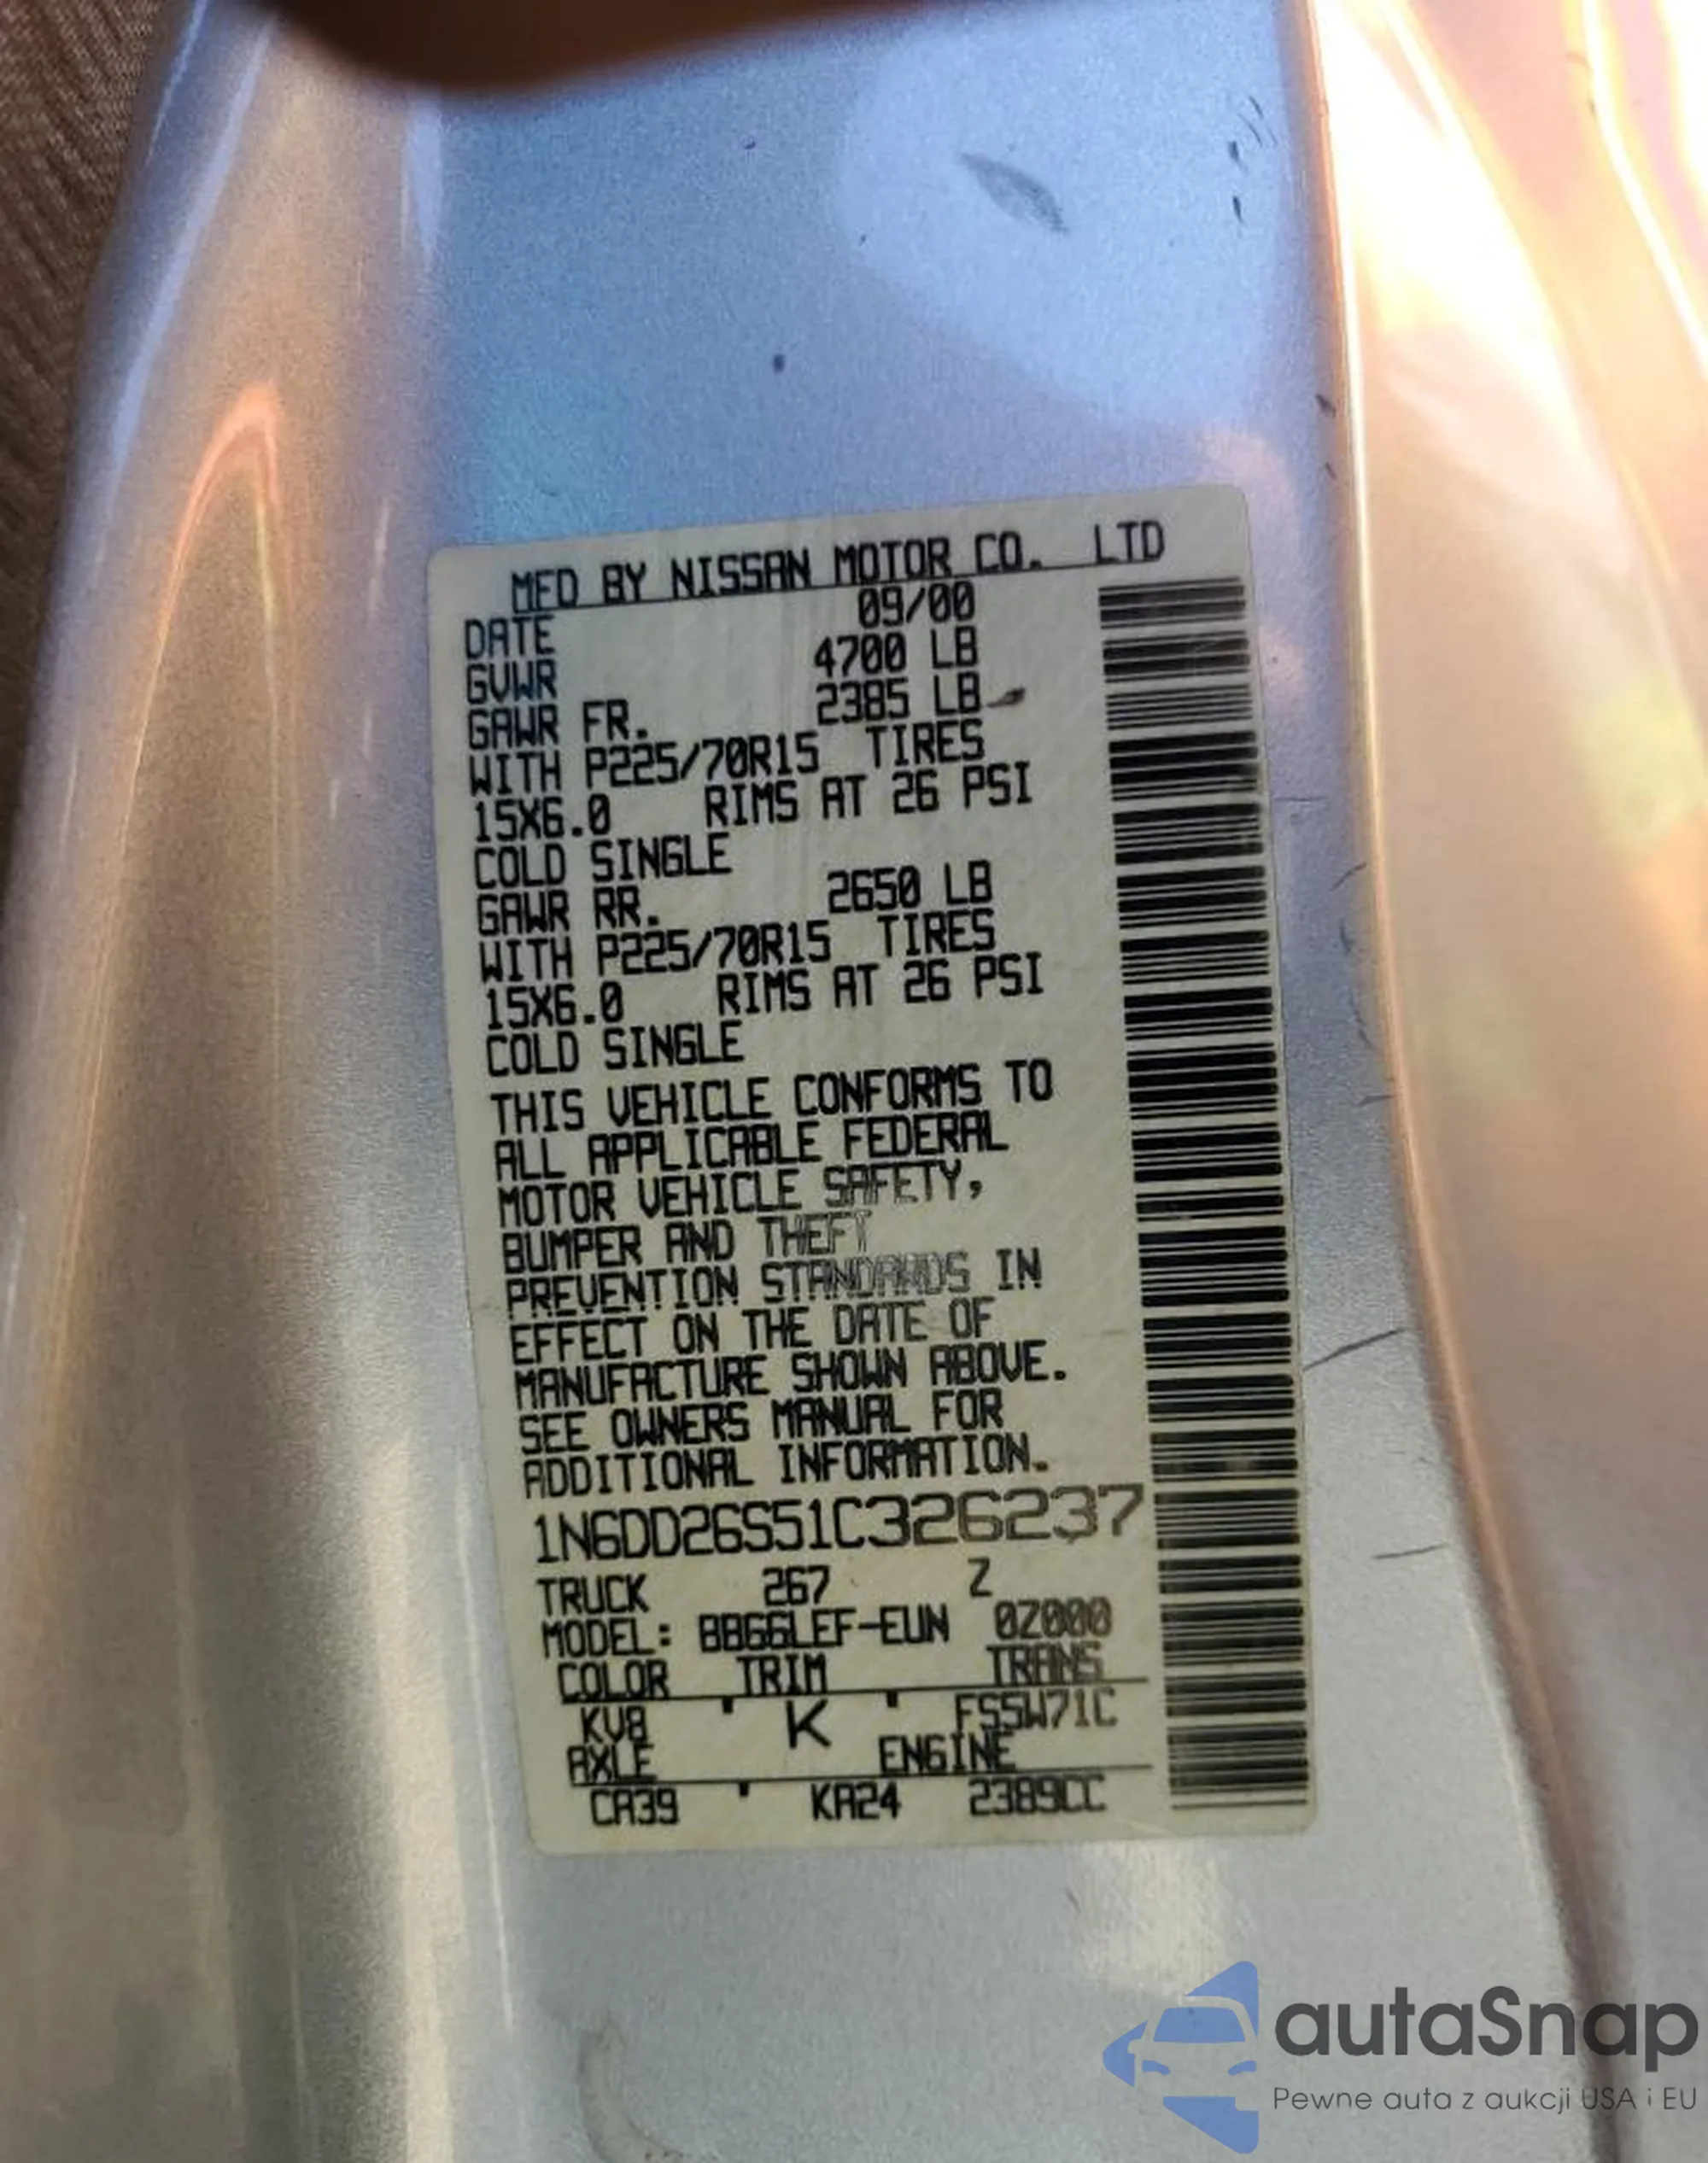 MFD BY NISSAN MOTOR CO. LTD
DATE 09/00
GVWR 4700 LB
GAWR FR. 2385 LB
WITH P225/70R15 TIRES
15X6.0 RIMS AT 26 PSI
COLD SINGLE
GAWR RR. 2650 LB
WITH P225/70R15 TIRES
15X6.0 RIMS AT 26 PSI
COLD SINGLE
THIS VEHICLE CONFORMS TO
ALL APPLICABLE FEDERAL
MOTOR VEHICLE SAFETY,
BUMPER AND THEFT
PREVENTION STANDARDS IN
EFFECT ON THE DATE OF
MANUFACTURE SHOWN ABOVE.
SEE OWNERS MANUAL FOR
ADDITIONAL INFORMATION.
1N6DD26S51C326237
TRUCK 267 Z
MODEL: BBGGLEF-EUN 0Z000
COLOR TRIM TRANS
KV8 K FS5W71C
AXLE ENGINE
CA39 KA24 2389CC
autaSnap
Pewne auta z aukcji USA i EU